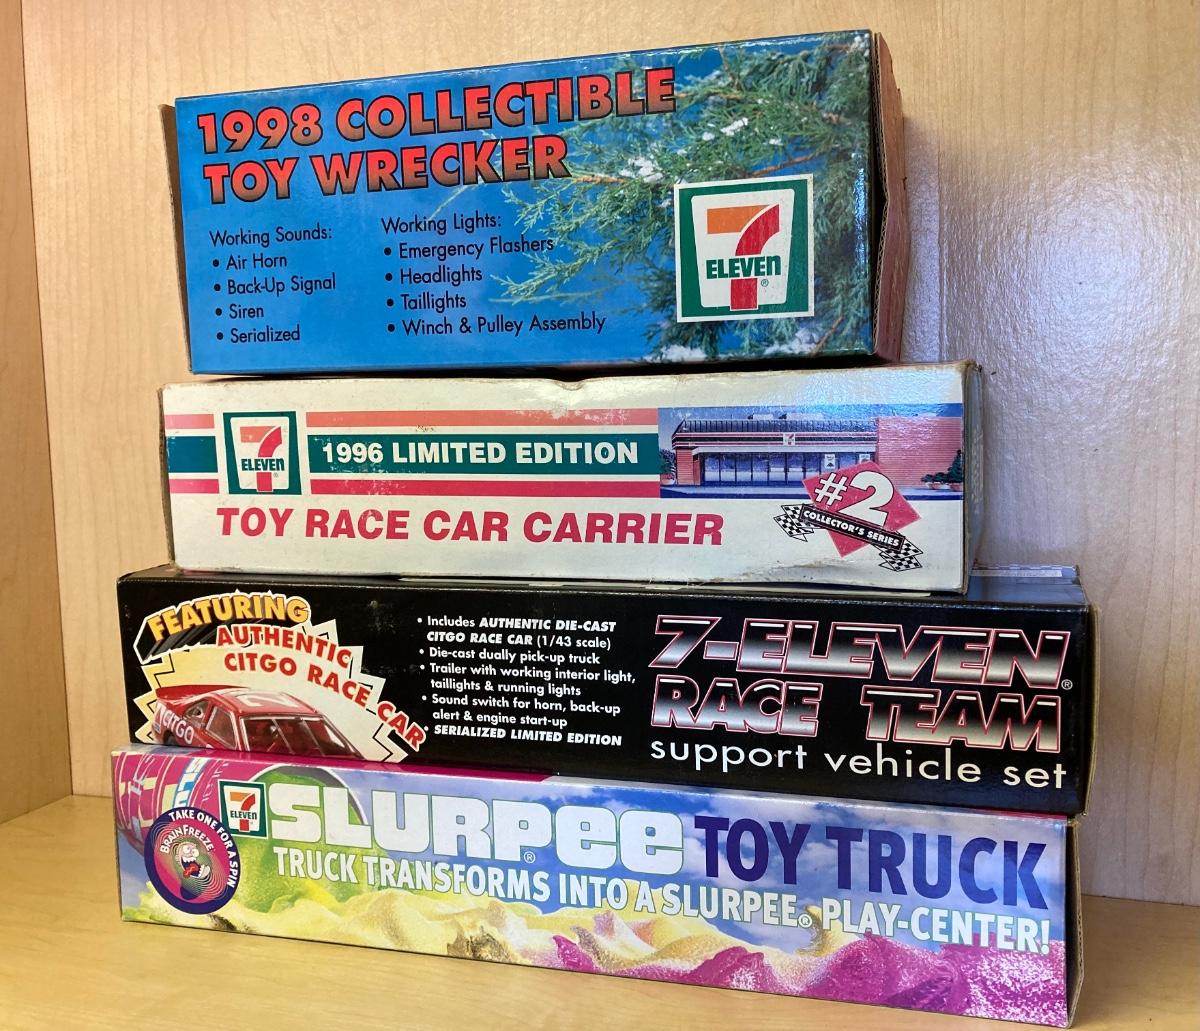 1998 COLLECTIBLE
TOY WRECKER
Working Sounds:
• Air Horn
• Back-Up Signal
• Siren
• Serialized
Working Lights:
• Emergency Flashers
• Headlights
• Taillights
• Winch & Pulley Assembly
7
ELEVEN
®
7
ELEVEN
1996 LIMITED EDITION
TOY RACE CAR CARRIER
#2
COLLECTOR'S SERIES
FEATURING
AUTHENTIC
CITGO RACE CAR
CITGO
• Includes AUTHENTIC DIE-CAST
CITGO RACE CAR (1/43 scale)
• Die-cast dually pick-up truck
• Trailer with working interior light,
taillights & running lights
• Sound switch for horn, back-up
alert & engine start-up
• SERIALIZED LIMITED EDITION
7-ELEVEN®
RACE TEAM
support vehicle set
TAKE ONE FOR A SPIN
BRAINFREEZE
7
ELEVEN
SLURPEE® TOY TRUCK
TRUCK TRANSFORMS INTO A SLURPEE® PLAY-CENTER!